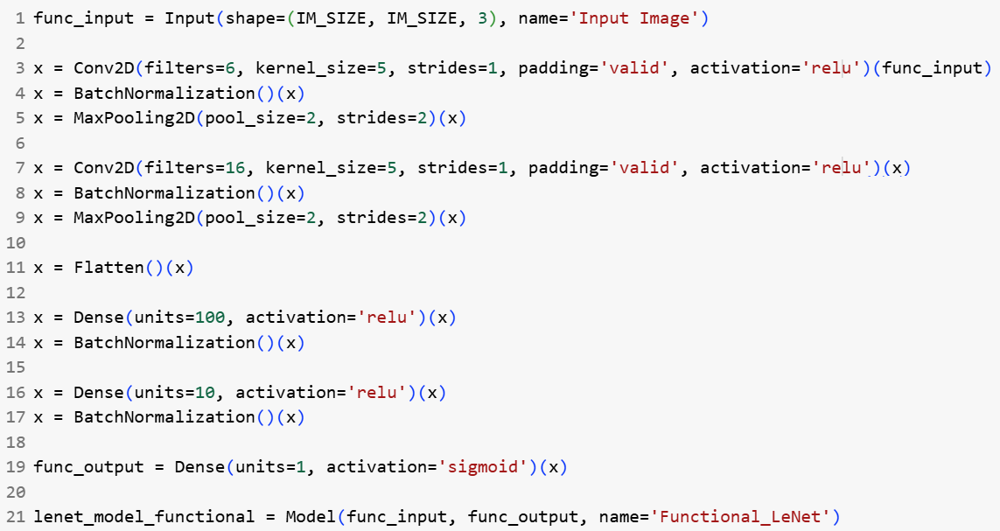 1 func_input = Input(shape=(IM_SIZE, IM_SIZE, 3), name='Input Image')
2
3 x = Conv2D(filters=6, kernel_size=5, strides=1, padding='valid', activation='relu')(func_input)
4 x = BatchNormalization()(x)
5 x = MaxPooling2D(pool_size=2, strides=2)(x)
6
7 x = Conv2D(filters=16, kernel_size=5, strides=1, padding='valid', activation='relu')(x)
8 x = BatchNormalization()(x)
9 x = MaxPooling2D(pool_size=2, strides=2)(x)
10
11 x = Flatten()(x)
12
13 x = Dense(units=100, activation='relu')(x)
14 x = BatchNormalization()(x)
15
16 x = Dense(units=10, activation='relu')(x)
17 x = BatchNormalization()(x)
18
19 func_output = Dense(units=1, activation='sigmoid')(x)
20
21 lenet_model_functional = Model(func_input, func_output, name='Functional_LeNet')